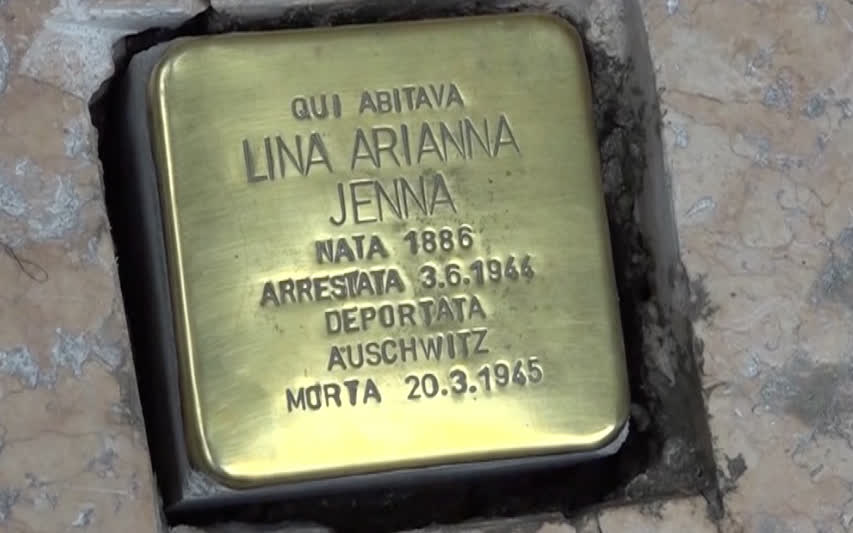 QUI ABITAVA
LINA ARIANNA
JENNA
NATA 1886
ARRESTATA 3.6.1944
DEPORTATA
AUSCHWITZ
MORTA 20.3.1945